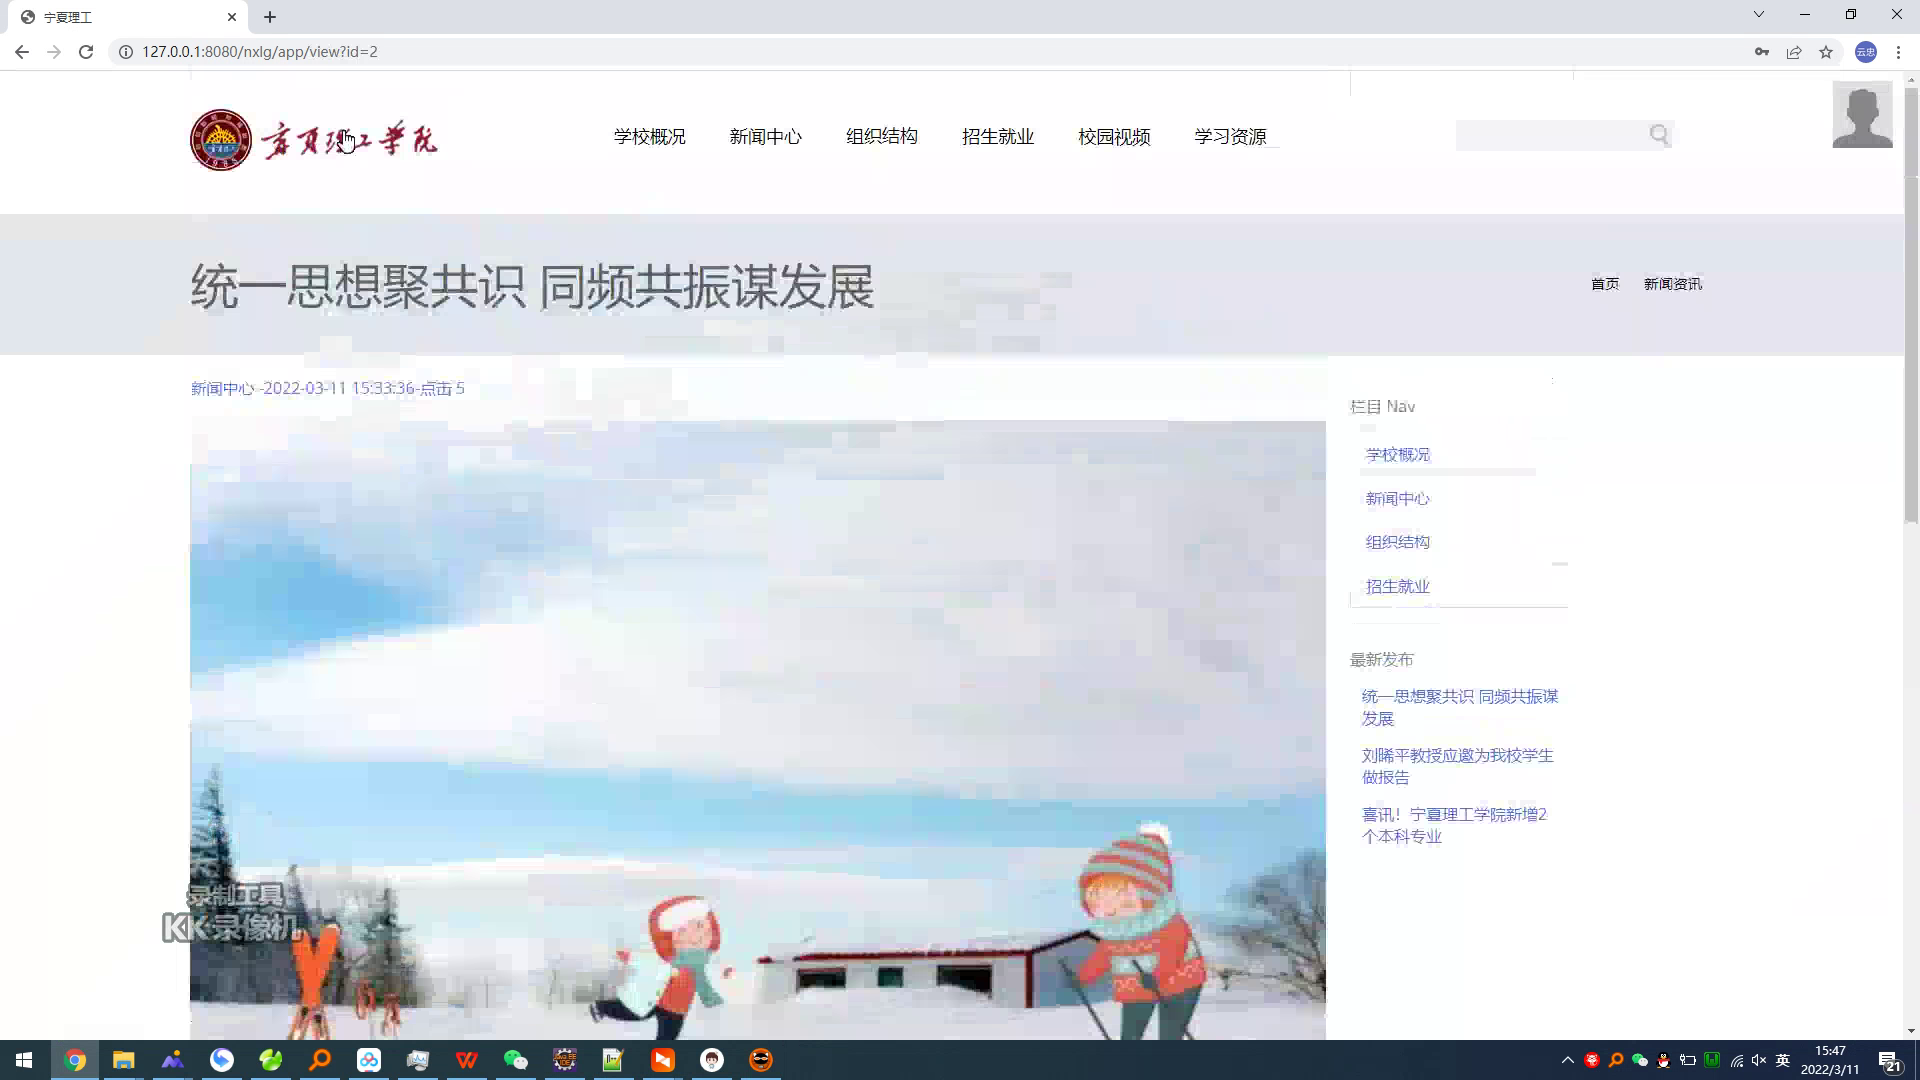 宁夏理工
127.0.0.1:8080/nxlg/app/view?id=2
云忠
宁夏理工学院
学校概况 新闻中心 组织结构 招生就业 校园视频 学习资源
统一思想聚共识 同频共振谋发展
首页 新闻资讯
新闻中心 -2022-03-11 15:33:36-点击 5
栏目 Nav
学校概况
新闻中心
组织结构
招生就业
最新发布
统一思想聚共识 同频共振谋
发展
刘晞平教授应邀为我校学生
做报告
喜讯！宁夏理工学院新增2
个本科专业
录制工具
KK录像机
英
15:47
2022/3/11
21